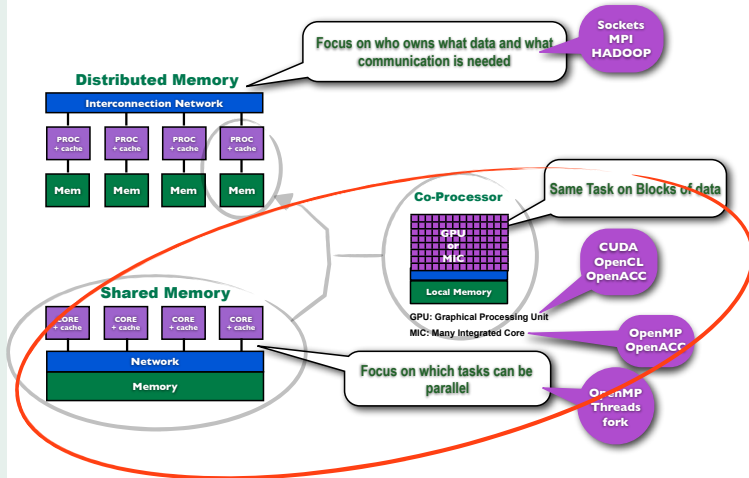 Sockets
MPI
HADOOP
Focus on who owns what data and what
communication is needed
Distributed Memory
Interconnection Network
PROC
+ cache
PROC
+ cache
PROC
+ cache
PROC
+ cache
Mem
Mem
Mem
Mem
Co-Processor
Same Task on Blocks of data
GPU
or
MIC
Local Memory
CUDA
OpenCL
OpenACC
GPU: Graphical Processing Unit
MIC: Many Integrated Core
OpenMP
OpenACC
Shared Memory
CORE
+ cache
CORE
+ cache
CORE
+ cache
CORE
+ cache
Network
Memory
Focus on which tasks can be
parallel
OpenMP
Threads
fork